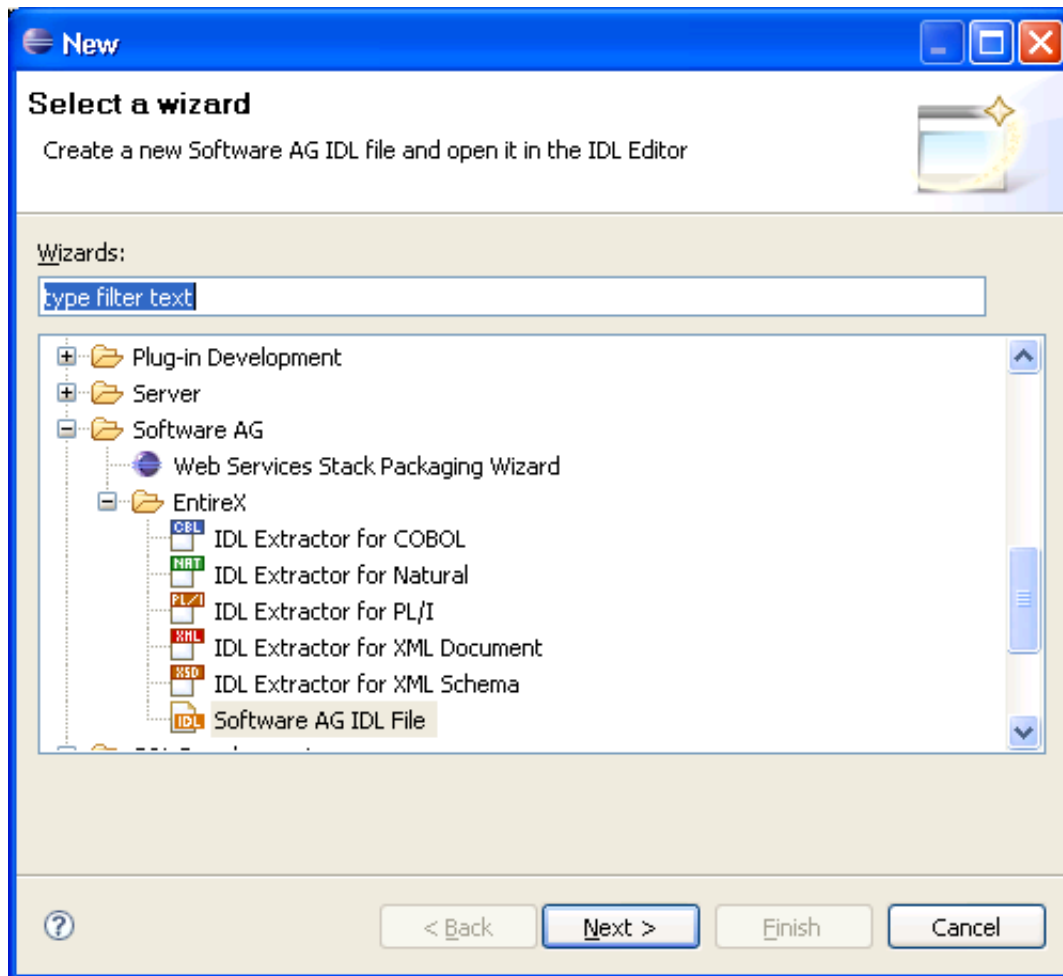 New
Select a wizard
Create a new Software AG IDL file and open it in the IDL Editor
Wizards:
type filter text
Plug-in Development
Server
Software AG
Web Services Stack Packaging Wizard
EntireX
CBL IDL Extractor for COBOL
NAT IDL Extractor for Natural
PL/I IDL Extractor for PL/I
XML IDL Extractor for XML Document
XSD IDL Extractor for XML Schema
IDL Software AG IDL File
? < Back Next > Finish Cancel